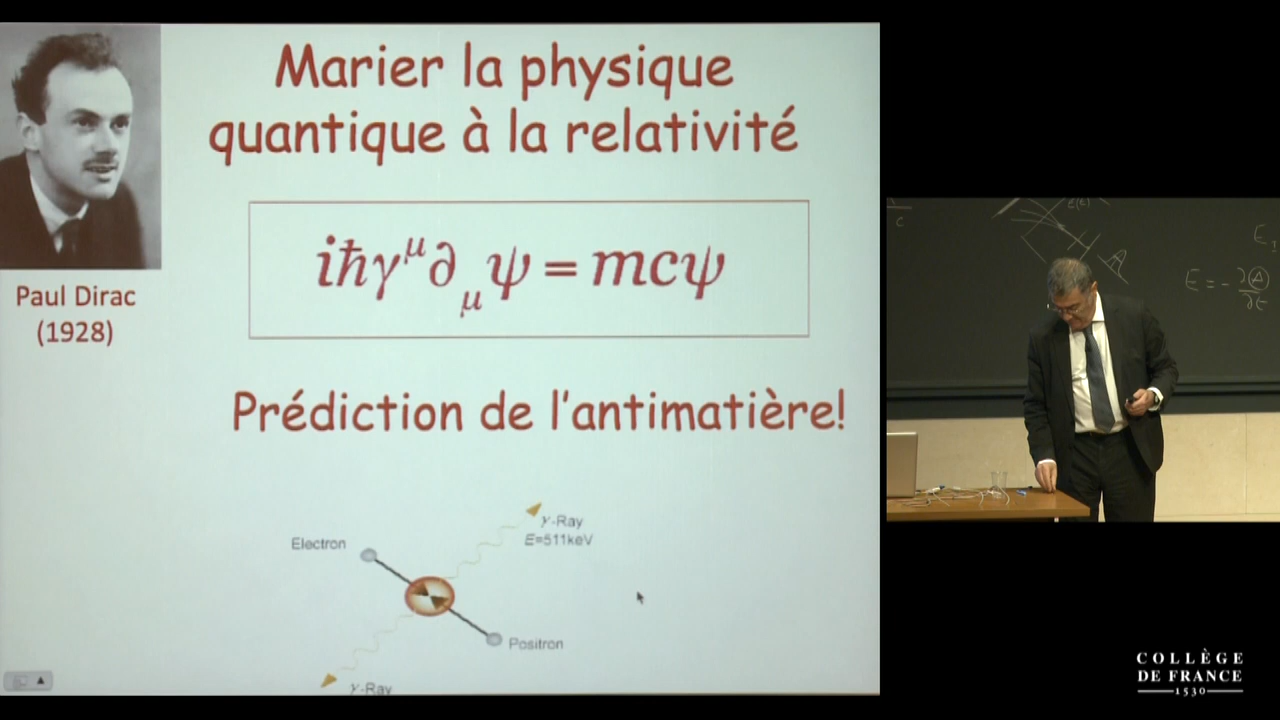 Marier la physique
quantique à la relativité
iħγ^μ∂_μψ = mcψ
Paul Dirac
(1928)
Prédiction de l'antimatière!
γ-Ray
E=511keV
Electron
Positron
γ-Ray
c
E = - ∂A/∂t
COLLÈGE
DE FRANCE
1530